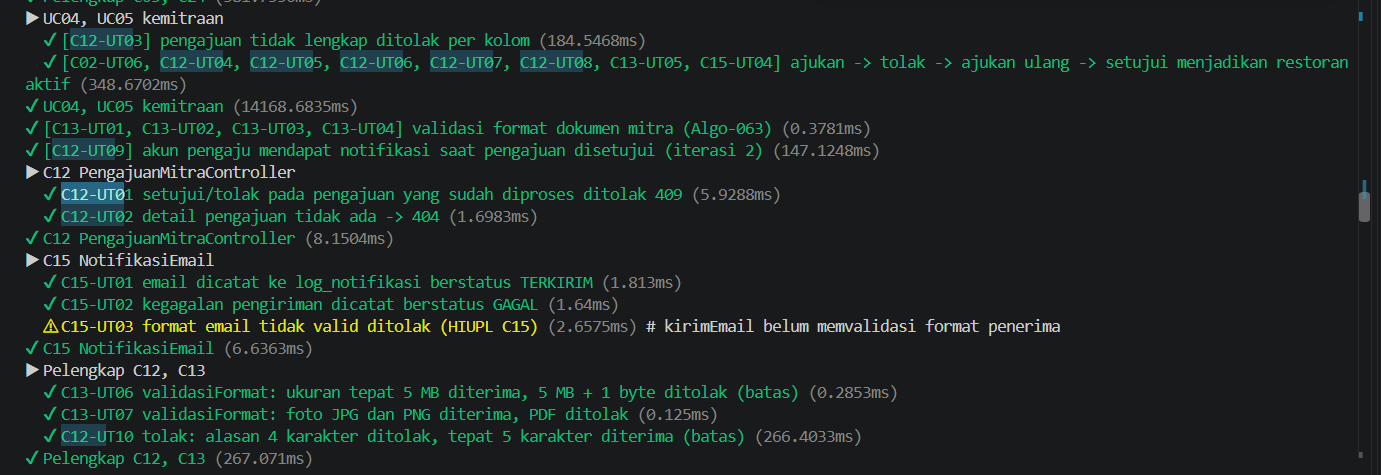 ▶ UC04, UC05 kemitraan
✓ [C12-UT03] pengajuan tidak lengkap ditolak per kolom (184.5468ms)
✓ [C02-UT06, C12-UT04, C12-UT05, C12-UT06, C12-UT07, C12-UT08, C13-UT05, C15-UT04] ajukan -> tolak -> ajukan ulang -> setujui menjadikan restoran
aktif (348.6702ms)
✓ UC04, UC05 kemitraan (14168.6835ms)
✓ [C13-UT01, C13-UT02, C13-UT03, C13-UT04] validasi format dokumen mitra (Algo-063) (0.3781ms)
✓ [C12-UT09] akun pengaju mendapat notifikasi saat pengajuan disetujui (iterasi 2) (147.1248ms)
▶ C12 PengajuanMitraController
✓ C12-UT01 setujui/tolak pada pengajuan yang sudah diproses ditolak 409 (5.9288ms)
✓ C12-UT02 detail pengajuan tidak ada -> 404 (1.6983ms)
✓ C12 PengajuanMitraController (8.1504ms)
▶ C15 NotifikasiEmail
✓ C15-UT01 email dicatat ke log_notifikasi berstatus TERKIRIM (1.813ms)
✓ C15-UT02 kegagalan pengiriman dicatat berstatus GAGAL (1.64ms)
⚠ C15-UT03 format email tidak valid ditolak (HIUPL C15) (2.6575ms) # kirimEmail belum memvalidasi format penerima
✓ C15 NotifikasiEmail (6.6363ms)
▶ Pelengkap C12, C13
✓ C13-UT06 validasiFormat: ukuran tepat 5 MB diterima, 5 MB + 1 byte ditolak (batas) (0.2853ms)
✓ C13-UT07 validasiFormat: foto JPG dan PNG diterima, PDF ditolak (0.125ms)
✓ C12-UT10 tolak: alasan 4 karakter ditolak, tepat 5 karakter diterima (batas) (266.4033ms)
✓ Pelengkap C12, C13 (267.071ms)